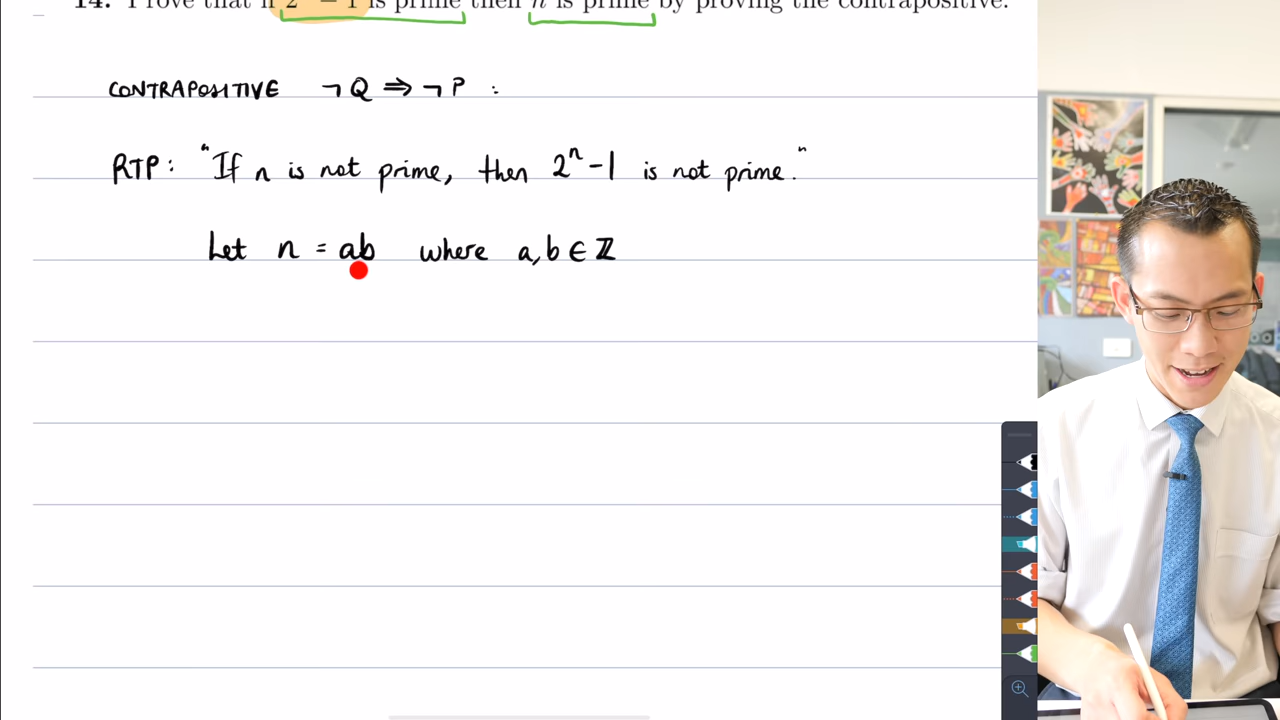 14. Prove that if 2ⁿ − 1 is prime then n is prime by proving the contrapositive.
CONTRAPOSITIVE ¬Q ⇒ ¬P :
RTP: "If n is not prime, then 2ⁿ-1 is not prime."
Let n = ab where a,b ∈ ℤ